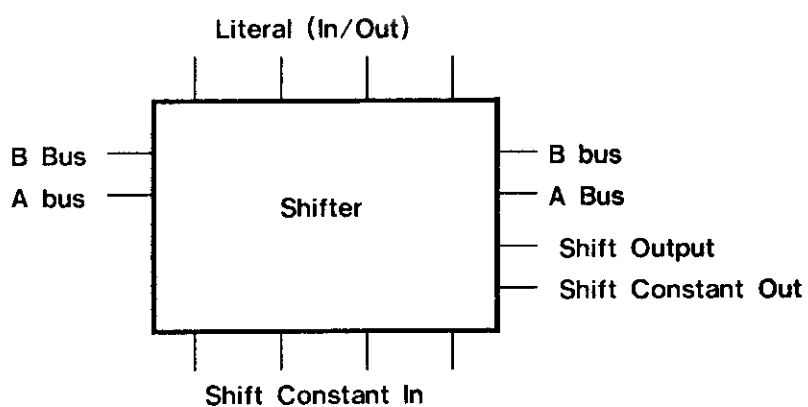 Literal (In/Out)
B Bus
B bus
A bus
A Bus
Shifter
Shift Output
Shift Constant Out
Shift Constant In